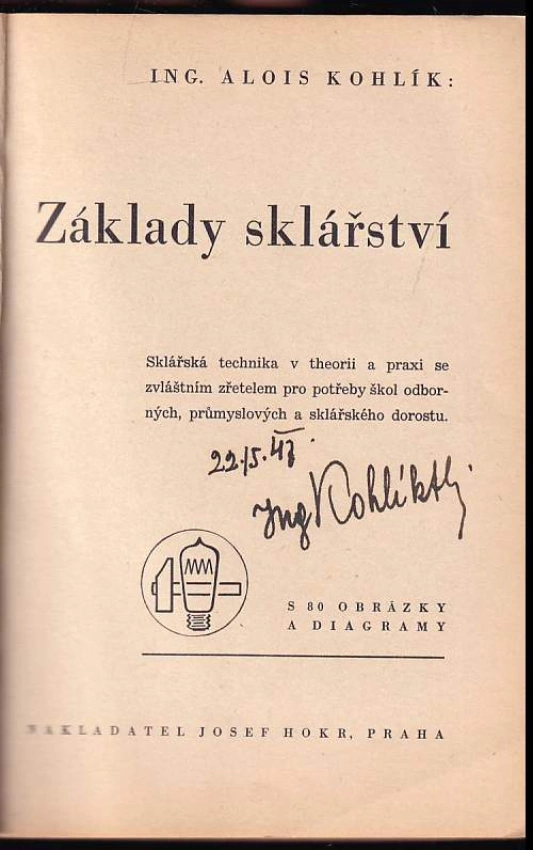 ING. ALOIS KOHLÍK:
Základy sklářství
Sklářská technika v theorii a praxi se
zvláštním zřetelem pro potřeby škol odbor-
ných, průmyslových a sklářského dorostu.
22./5. 47.
Ing Kohlík
S 80 OBRÁZKY
A DIAGRAMY
NAKLADATEL JOSEF HOKR, PRAHA